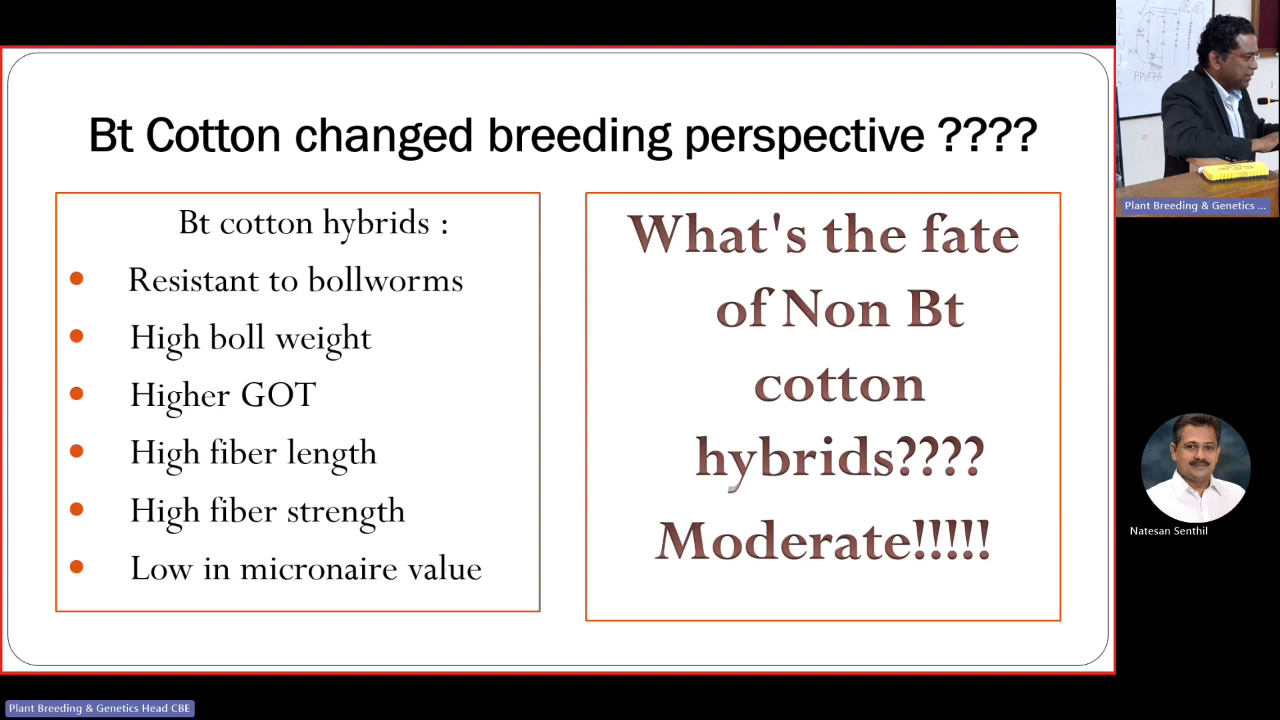 Bt Cotton changed breeding perspective ????
Bt cotton hybrids :
Resistant to bollworms
High boll weight
Higher GOT
High fiber length
High fiber strength
Low in micronaire value
What's the fate
of Non Bt
cotton
hybrids????
Moderate!!!!!
PPVFRA
Plant Breeding & Genetics ...
Natesan Senthil
Plant Breeding & Genetics Head CBE